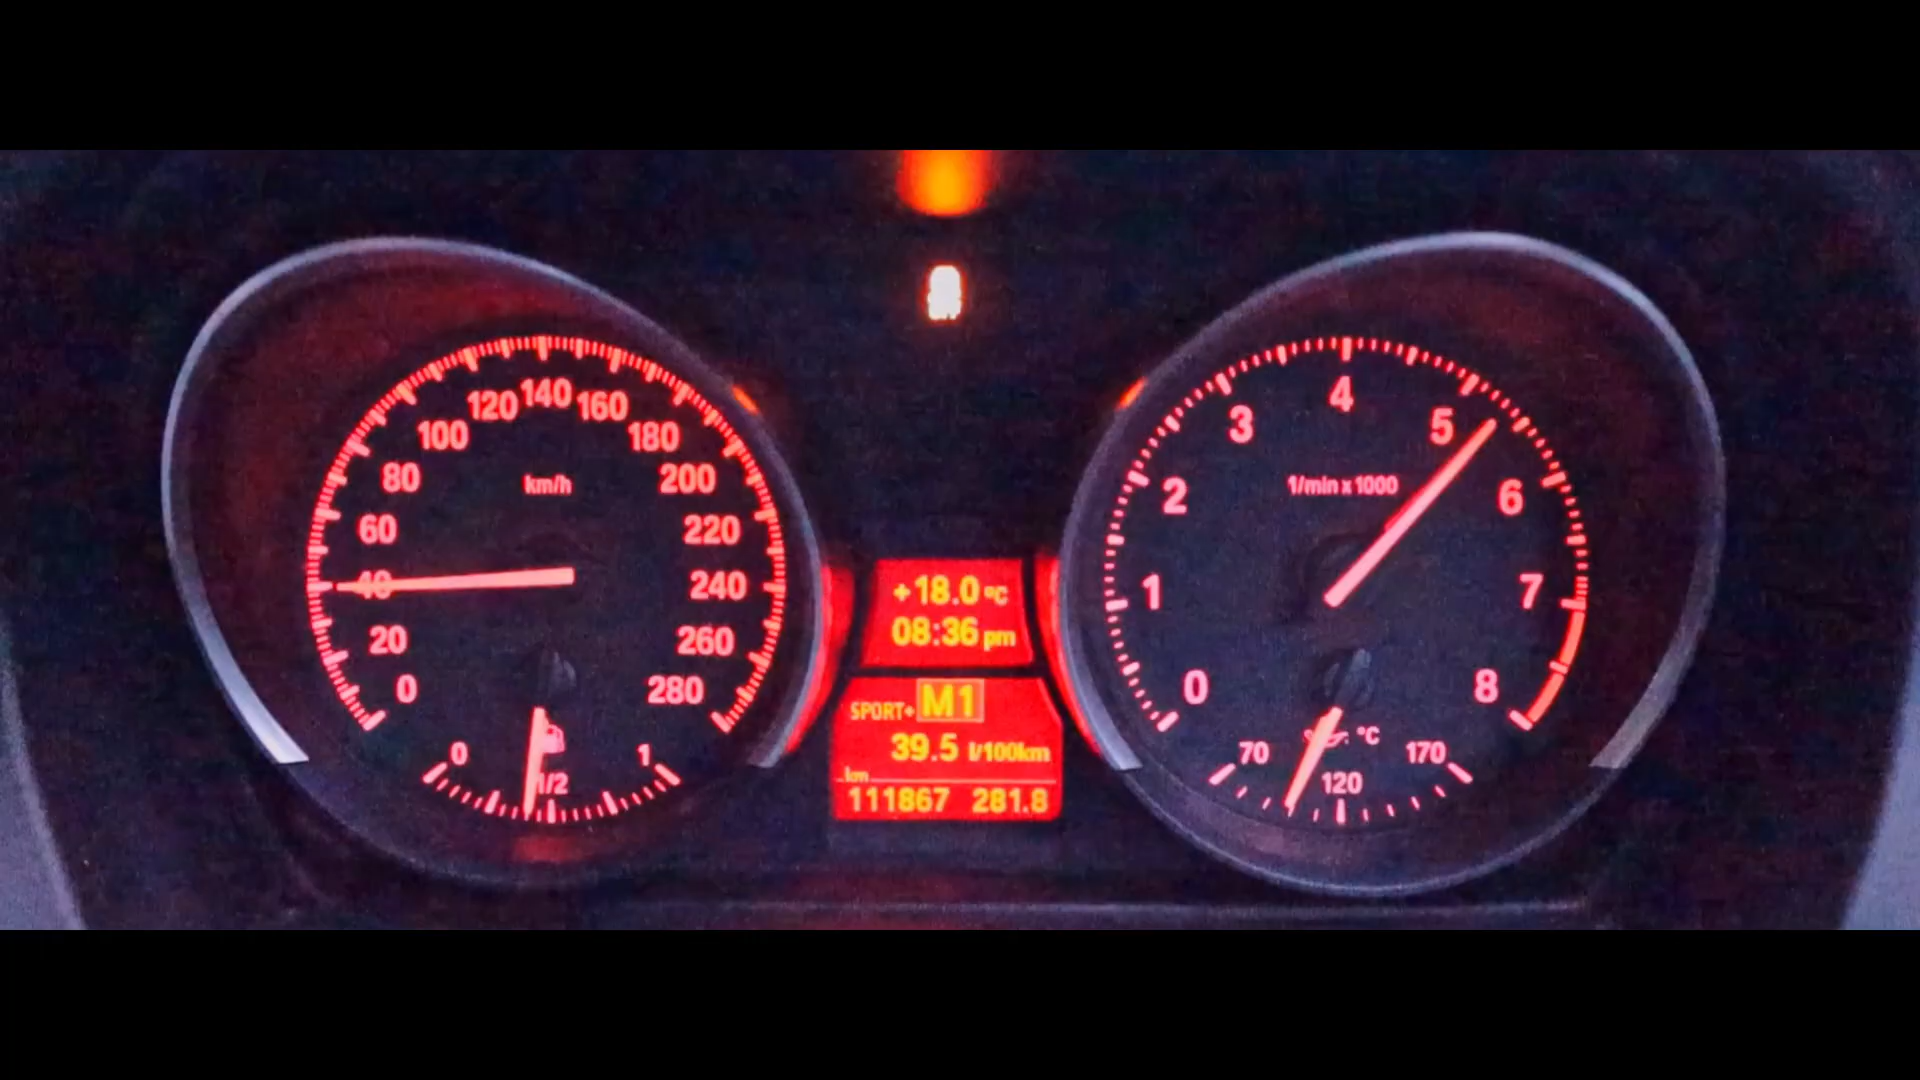 120 140 160
100 180
80 200
60 220
40 240
20 260
0 280
km/h
0 1/2 1
+18.0°C
08:36 pm
SPORT+ M1
39.5 l/100km
km
111867 281.8
4
3 5
2 6
1 7
0 8
1/min x 1000
°C
70 120 170